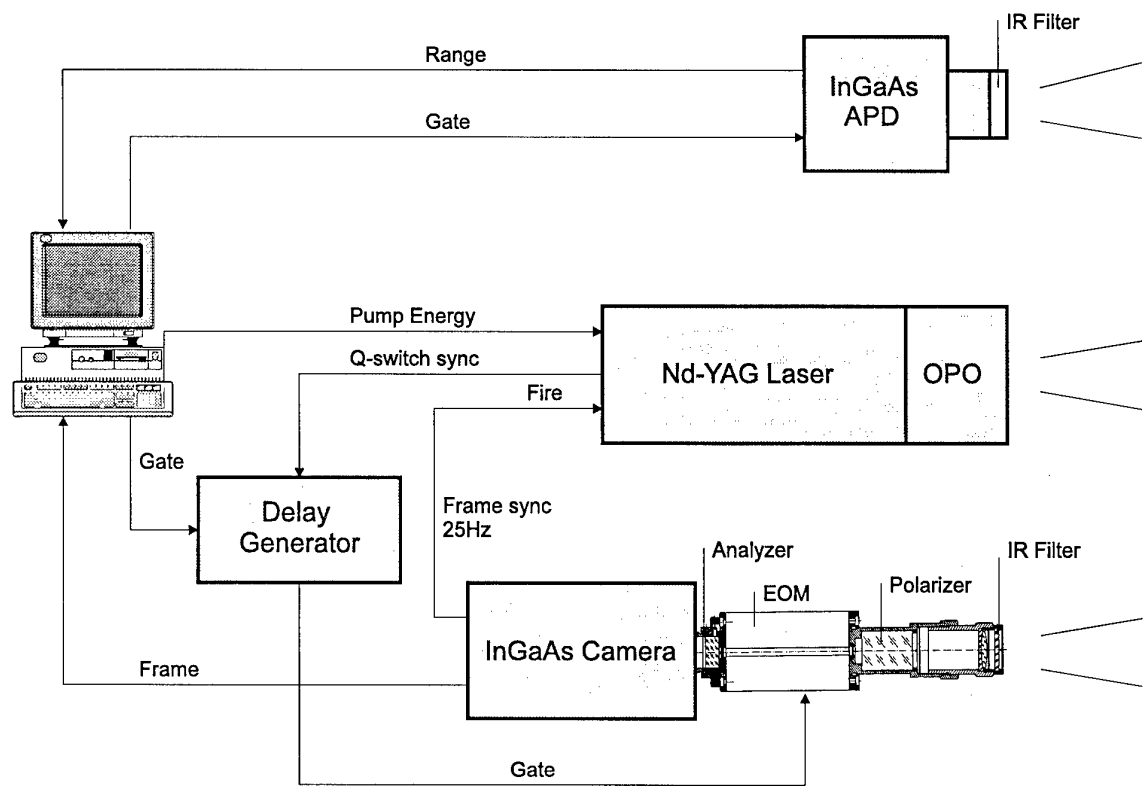 IR Filter
Range
InGaAs
APD
Gate
Pump Energy
Q-switch sync
Nd-YAG Laser
OPO
Fire
Gate
Delay
Generator
Frame sync
25Hz
Analyzer
IR Filter
EOM
Polarizer
InGaAs Camera
Frame
Gate